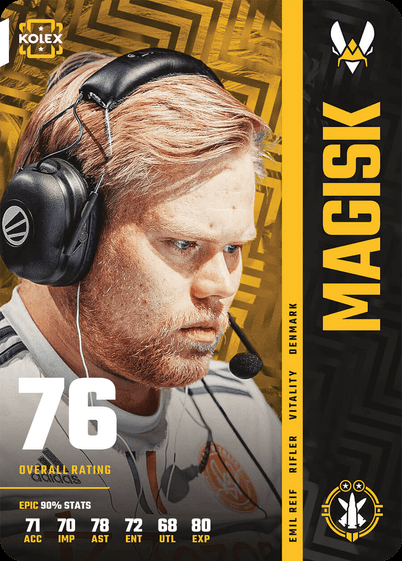 KOLEX
MAGISK
EMIL REIF RIFLER VITALITY DENMARK
76
OVERALL RATING
adidas
EPIC 90% STATS
71 70 78 72 68 80
ACC IMP AST ENT UTL EXP